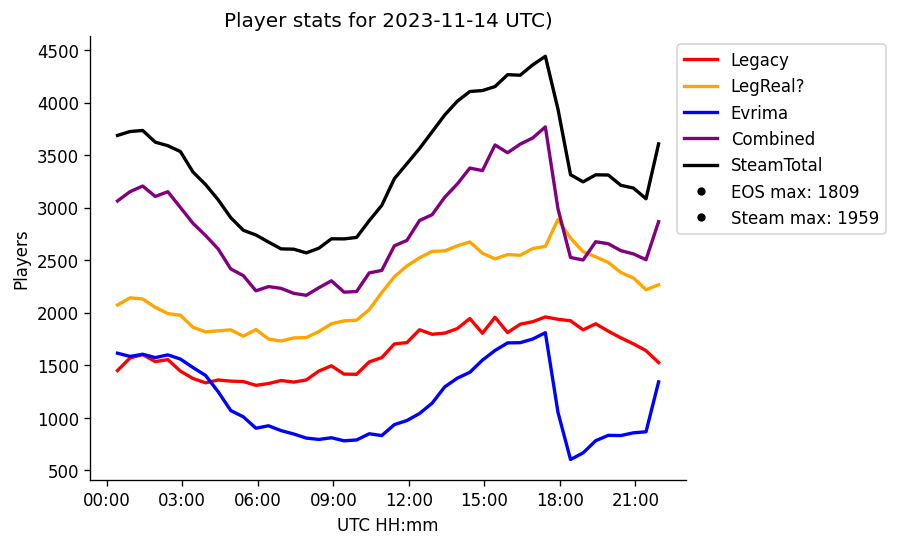 Player stats for 2023-11-14 UTC)
4500
4000
3500
3000
2500
2000
1500
1000
500
Players
00:00 03:00 06:00 09:00 12:00 15:00 18:00 21:00
UTC HH:mm
Legacy
LegReal?
Evrima
Combined
SteamTotal
EOS max: 1809
Steam max: 1959